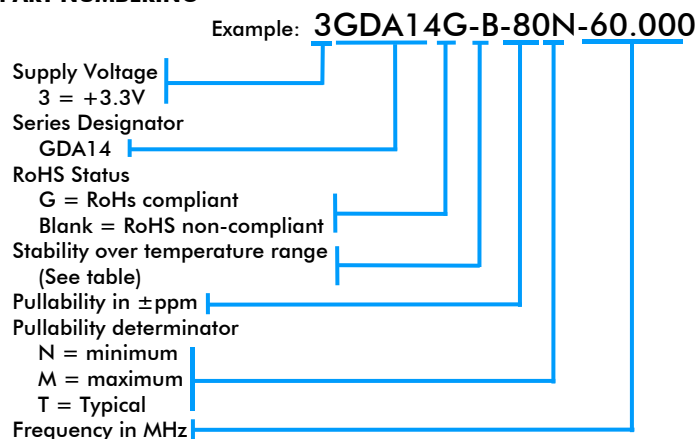 PART NUMBERING
Example: 3GDA14G-B-80N-60.000
Supply Voltage
3 = +3.3V
Series Designator
GDA14
RoHS Status
G = RoHs compliant
Blank = RoHS non-compliant
Stability over temperature range
(See table)
Pullability in ±ppm
Pullability determinator
N = minimum
M = maximum
T = Typical
Frequency in MHz